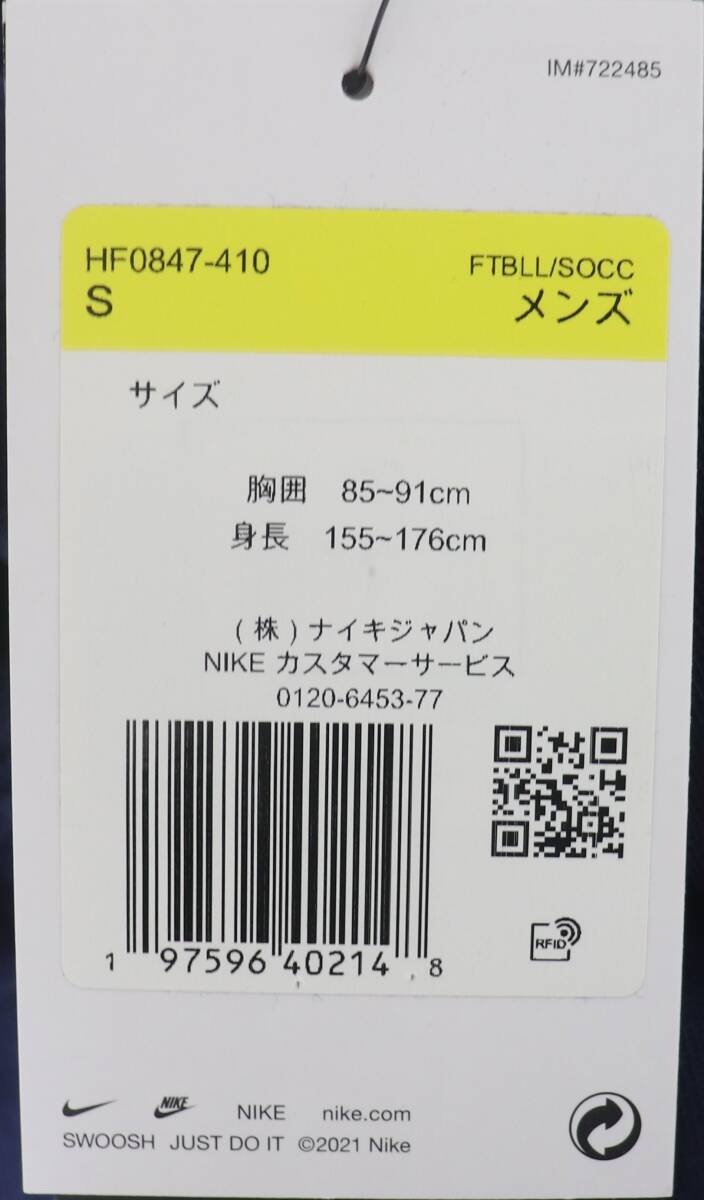 IM#722485
HF0847-410 FTBLL/SOCC
S メンズ
サイズ
胸囲 85~91cm
身長 155~176cm
(株)ナイキジャパン
NIKE カスタマーサービス
0120-6453-77
RFID
1 97596 40214 8
NIKE NIKE nike.com
SWOOSH JUST DO IT ©2021 Nike